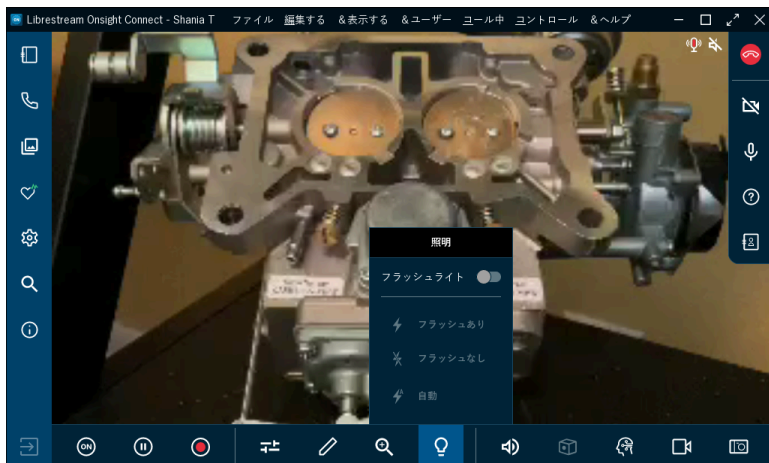 Librestream Onsight Connect - Shania T ファイル 編集する &表示する &ユーザー コール中 コントロール &ヘルプ
照明
フラッシュライト
フラッシュあり
フラッシュなし
自動
ON